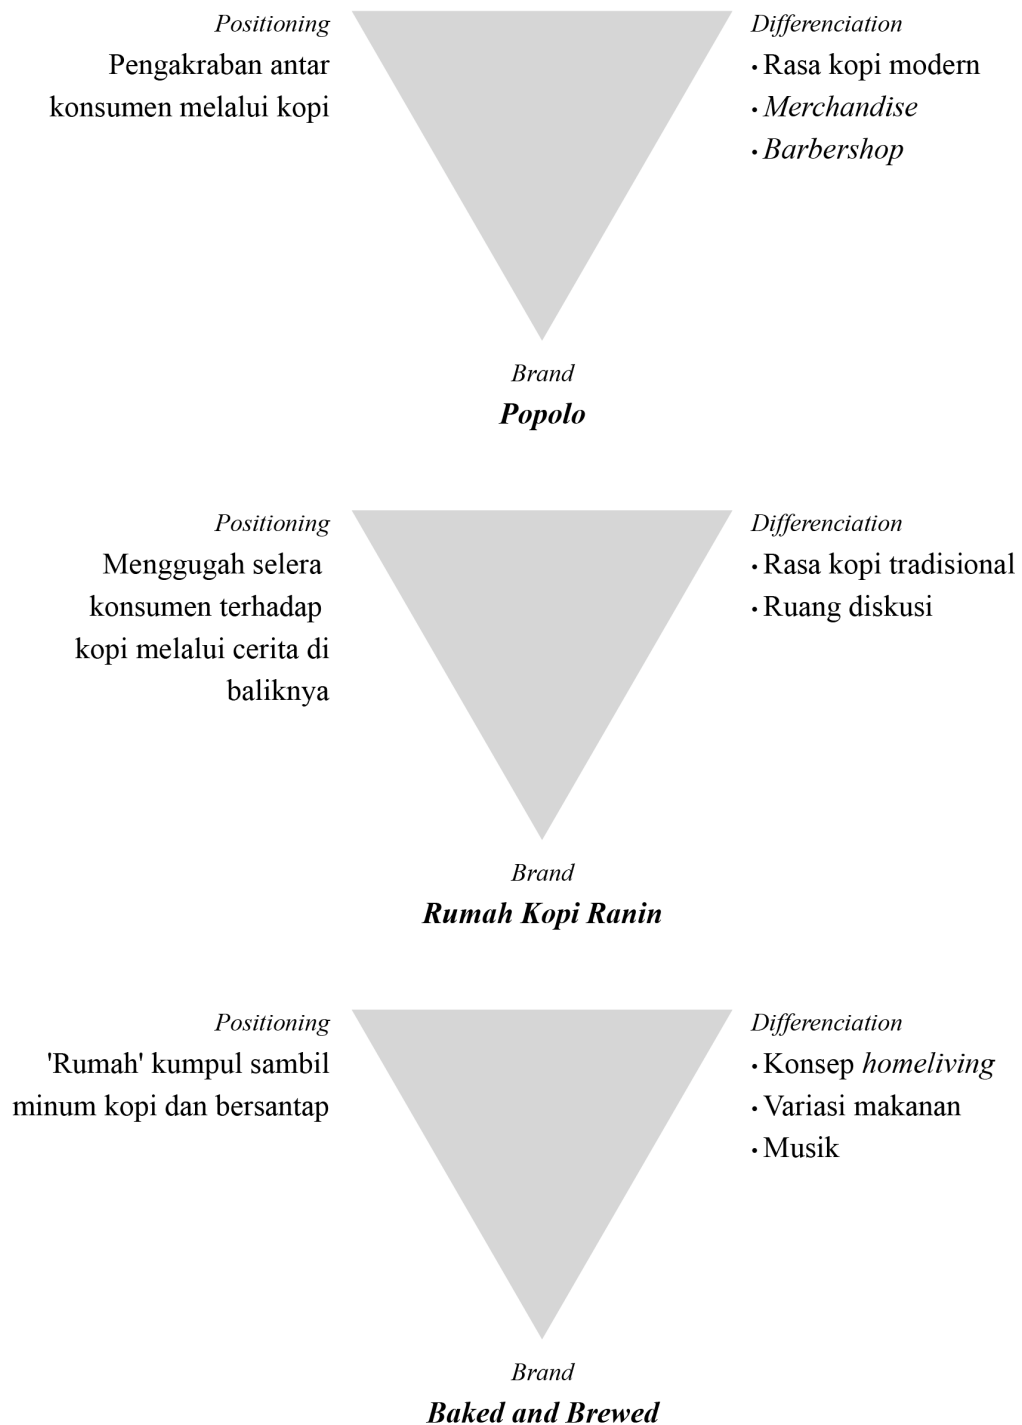 Positioning
Pengakraban antar
konsumen melalui kopi
Differenciation
• Rasa kopi modern
• Merchandise
• Barbershop
Brand
Popolo
Positioning
Menggugah selera
konsumen terhadap
kopi melalui cerita di
baliknya
Differenciation
• Rasa kopi tradisional
• Ruang diskusi
Brand
Rumah Kopi Ranin
Positioning
'Rumah' kumpul sambil
minum kopi dan bersantap
Differenciation
• Konsep homeliving
• Variasi makanan
• Musik
Brand
Baked and Brewed